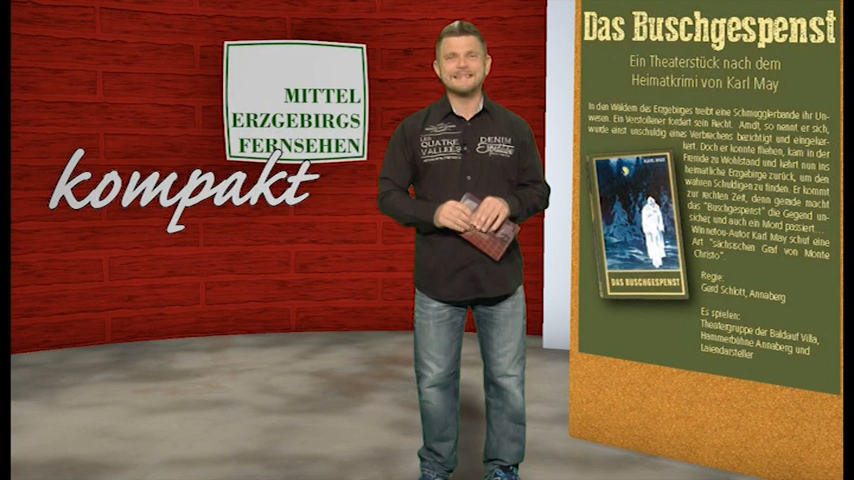 MITTEL
ERZGEBIRGS
FERNSEHEN
kompakt
LES
QUATRE
VALLÉES
DENIM
Das Buschgespenst
Ein Theaterstück nach dem
Heimatkrimi von Karl May
In den Wäldern des Erzgebirges treibt eine Schmugglerbande ihr Un-
wesen. Ein Verstoßener fordert sein Recht. Arndt, so nennt er sich,
wurde einst unschuldig eines Verbrechens bezichtigt und eingeker-
kert. Doch er konnte fliehen, kam in der
Fremde zu Wohlstand und kehrt nun ins
heimatliche Erzgebirge zurück, um den
wahren Schuldigen zu finden. Er kommt
zur rechten Zeit, denn gerade macht
das "Buschgespenst" die Gegend un-
sicher, und auch ein Mord passiert...
Winnetou-Autor Karl May schuf eine
Art "sächsischen Graf von Monte
Christo".
KARL MAY
DAS BUSCHGESPENST
Regie:
Gerd Schlott, Annaberg
Es spielen:
Theatergruppe der Baldauf Villa,
Hammerbühne Annaberg und
Laiendarsteller